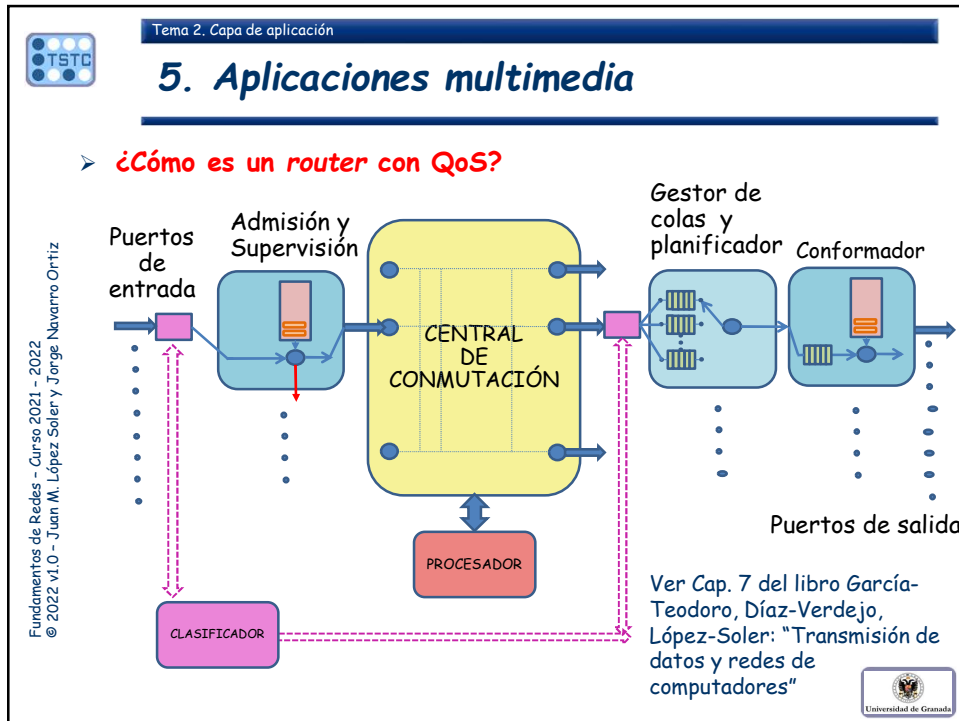 Tema 2. Capa de aplicación
TSTC
5. Aplicaciones multimedia
¿Cómo es un router con QoS?
Puertos
de
entrada
Admisión y
Supervisión
Gestor de
colas y
planificador
Conformador
CENTRAL
DE
CONMUTACIÓN
PROCESADOR
CLASIFICADOR
Puertos de salida
Ver Cap. 7 del libro García-
Teodoro, Díaz-Verdejo,
López-Soler: “Transmisión de
datos y redes de
computadores”
Fundamentos de Redes - Curso 2021 - 2022
© 2022 v1.0 - Juan M. López Soler y Jorge Navarro Ortiz
Universidad de Granada